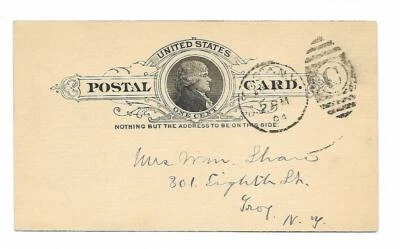 UNITED STATES
POSTAL CARD.
ONE CENT
NOTHING BUT THE ADDRESS TO BE ON THIS SIDE.
Mrs Wm.
301 Eighth St.
Troy
N. Y.